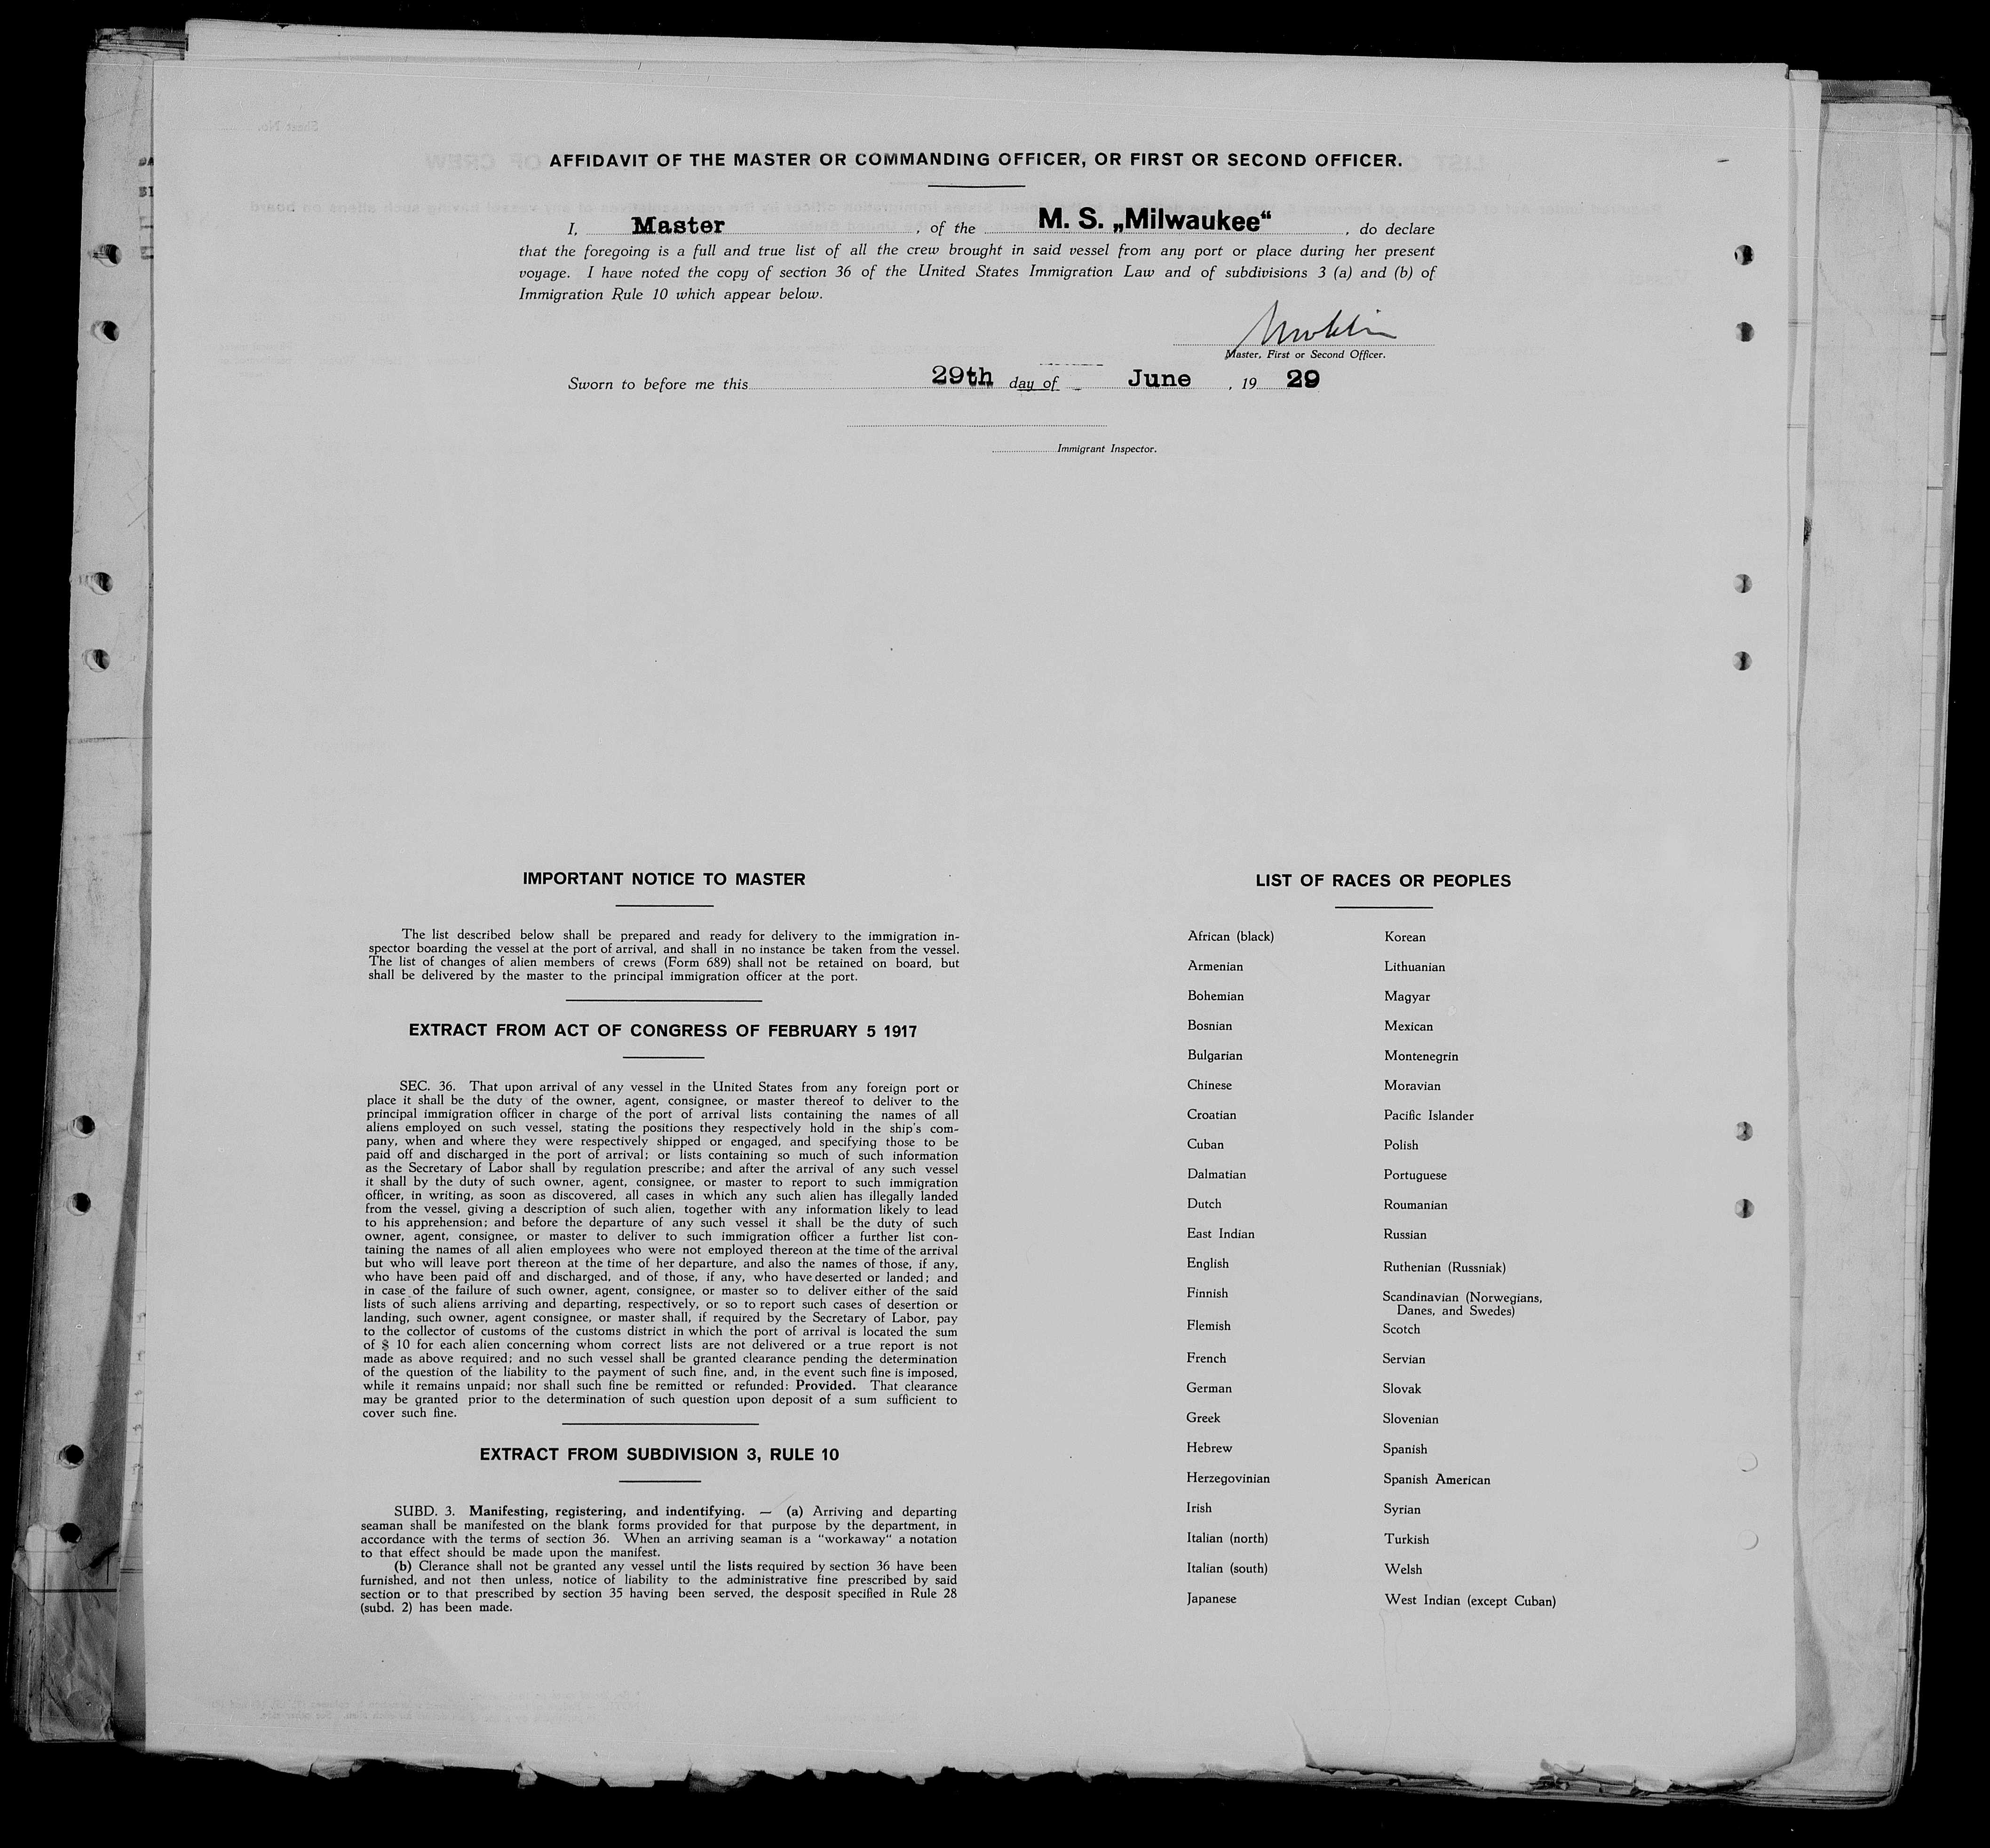 AFFIDAVIT OF THE MASTER OR COMMANDING OFFICER, OR FIRST OR SECOND OFFICER.
I, Master, of the M. S. „Milwaukee“, do declare
that the foregoing is a full and true list of all the crew brought in said vessel from any port or place during her present
voyage. I have noted the copy of section 36 of the United States Immigration Law and of subdivisions 3 (a) and (b) of
Immigration Rule 10 which appear below.
Master, First or Second Officer.
Sworn to before me this 29th day of June, 19 29
Immigrant Inspector.
IMPORTANT NOTICE TO MASTER
The list described below shall be prepared and ready for delivery to the immigration in-
spector boarding the vessel at the port of arrival, and shall in no instance be taken from the vessel.
The list of changes of alien members of crews (Form 689) shall not be retained on board, but
shall be delivered by the master to the principal immigration officer at the port.
EXTRACT FROM ACT OF CONGRESS OF FEBRUARY 5 1917
SEC. 36. That upon arrival of any vessel in the United States from any foreign port or
place it shall be the duty of the owner, agent, consignee, or master thereof to deliver to the
principal immigration officer in charge of the port of arrival lists containing the names of all
aliens employed on such vessel, stating the positions they respectively hold in the ship's com-
pany, when and where they were respectively shipped or engaged, and specifying those to be
paid off and discharged in the port of arrival; or lists containing so much of such information
as the Secretary of Labor shall by regulation prescribe; and after the arrival of any such vessel
it shall by the duty of such owner, agent, consignee, or master to report to such immigration
officer, in writing, as soon as discovered, all cases in which any such alien has illegally landed
from the vessel, giving a description of such alien, together with any information likely to lead
to his apprehension; and before the departure of any such vessel it shall be the duty of such
owner, agent, consignee, or master to deliver to such immigration officer a further list con-
taining the names of all alien employees who were not employed thereon at the time of the arrival
but who will leave port thereon at the time of her departure, and also the names of those, if any,
who have been paid off and discharged, and of those, if any, who have deserted or landed; and
in case of the failure of such owner, agent, consignee, or master so to deliver either of the said
lists of such aliens arriving and departing, respectively, or so to report such cases of desertion or
landing, such owner, agent consignee, or master shall, if required by the Secretary of Labor, pay
to the collector of customs of the customs district in which the port of arrival is located the sum
of $ 10 for each alien concerning whom correct lists are not delivered or a true report is not
made as above required; and no such vessel shall be granted clearance pending the determination
of the question of the liability to the payment of such fine, and, in the event such fine is imposed,
while it remains unpaid; nor shall such fine be remitted or refunded: Provided. That clearance
may be granted prior to the determination of such question upon deposit of a sum sufficient to
cover such fine.
EXTRACT FROM SUBDIVISION 3, RULE 10
SUBD. 3. Manifesting, registering, and indentifying. — (a) Arriving and departing
seaman shall be manifested on the blank forms provided for that purpose by the department, in
accordance with the terms of section 36. When an arriving seaman is a "workaway" a notation
to that effect should be made upon the manifest.
(b) Clerance shall not be granted any vessel until the lists required by section 36 have been
furnished, and not then unless, notice of liability to the administrative fine prescribed by said
section or to that prescribed by section 35 having been served, the desposit specified in Rule 28
(subd. 2) has been made.
LIST OF RACES OR PEOPLES
African (black)
Armenian
Bohemian
Bosnian
Bulgarian
Chinese
Croatian
Cuban
Dalmatian
Dutch
East Indian
English
Finnish
Flemish
French
German
Greek
Hebrew
Herzegovinian
Irish
Italian (north)
Italian (south)
Japanese
Korean
Lithuanian
Magyar
Mexican
Montenegrin
Moravian
Pacific Islander
Polish
Portuguese
Roumanian
Russian
Ruthenian (Russniak)
Scandinavian (Norwegians,
Danes, and Swedes)
Scotch
Servian
Slovak
Slovenian
Spanish
Spanish American
Syrian
Turkish
Welsh
West Indian (except Cuban)